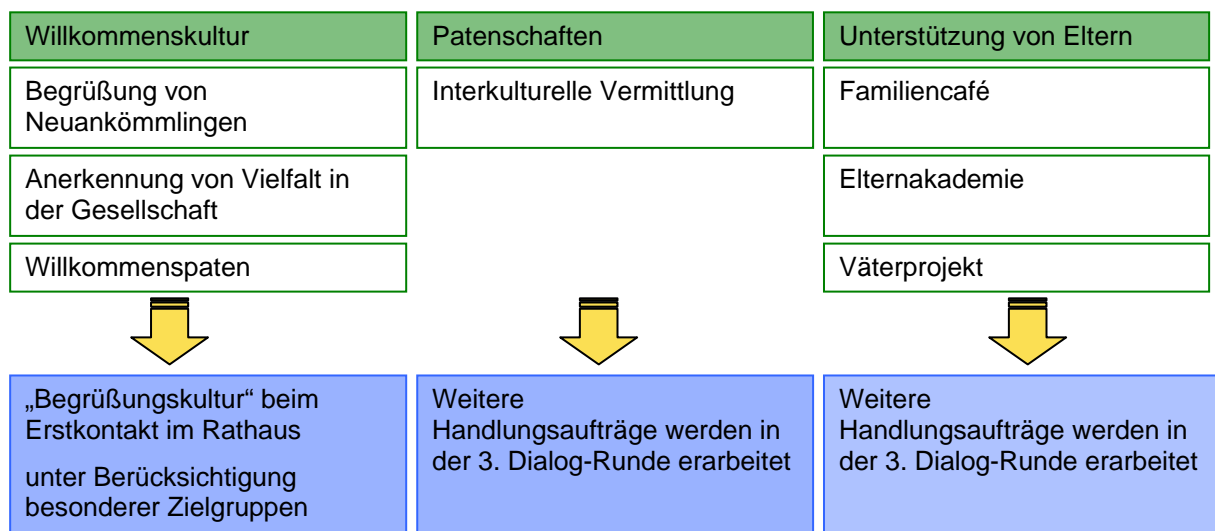 Willkommenskultur
Begrüßung von
Neuankömmlingen
Anerkennung von Vielfalt in
der Gesellschaft
Willkommenspaten
„Begrüßungskultur“ beim
Erstkontakt im Rathaus
unter Berücksichtigung
besonderer Zielgruppen
Patenschaften
Interkulturelle Vermittlung
Weitere
Handlungsaufträge werden in
der 3. Dialog-Runde erarbeitet
Unterstützung von Eltern
Familiencafé
Elternakademie
Väterprojekt
Weitere
Handlungsaufträge werden in
der 3. Dialog-Runde erarbeitet